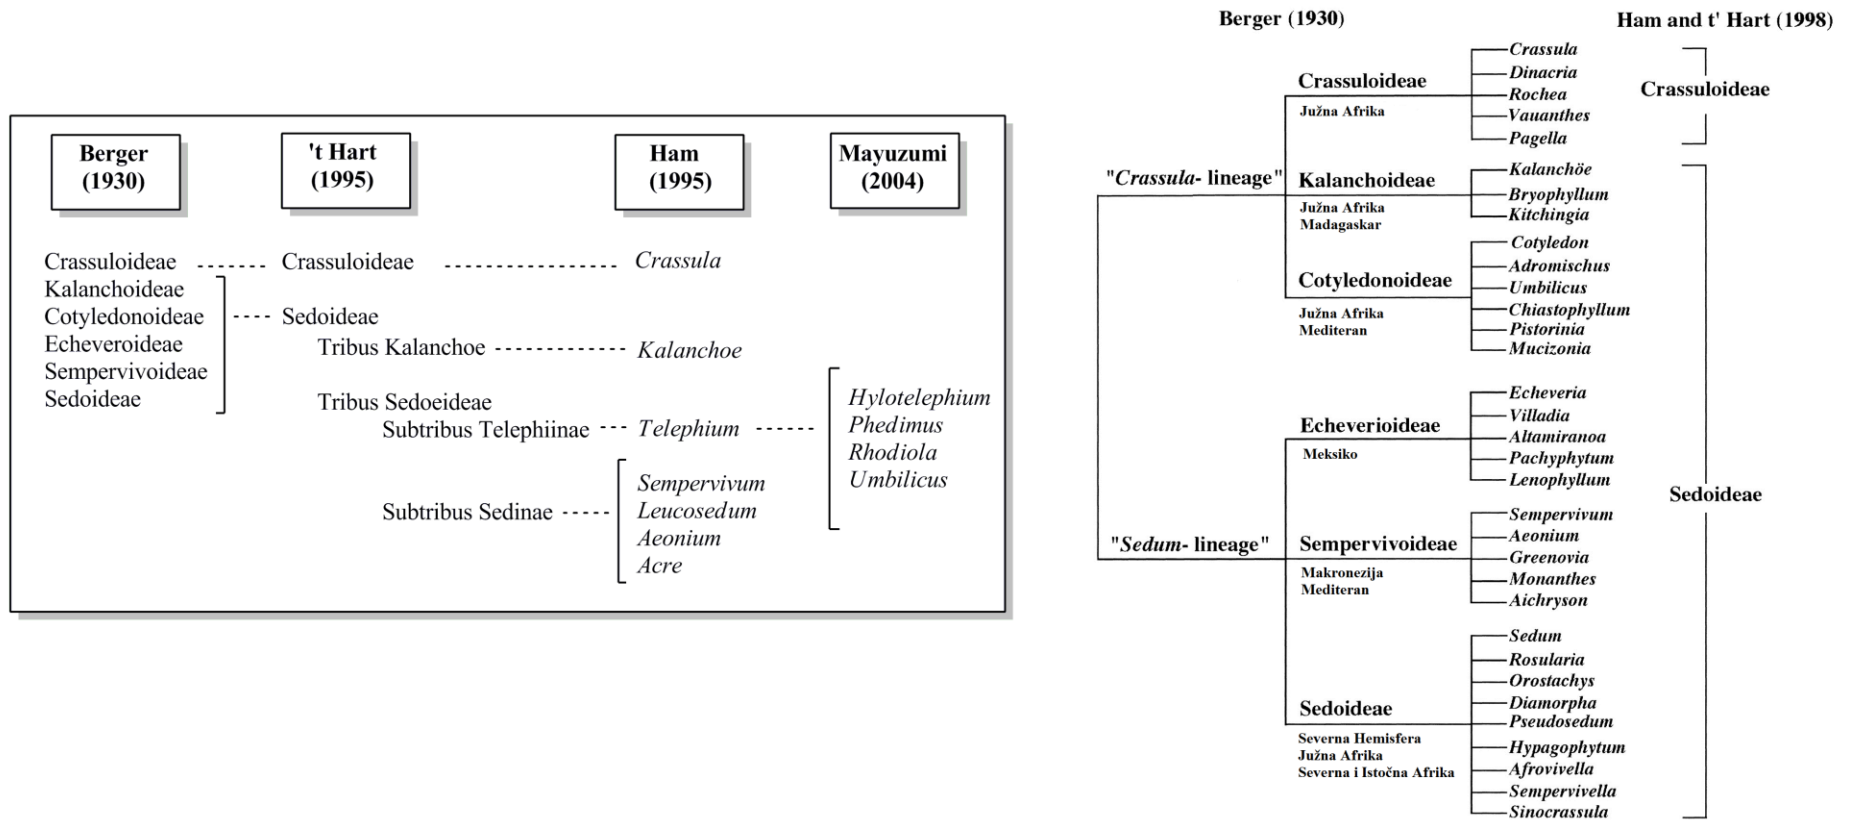 Berger
(1930)
't Hart
(1995)
Ham
(1995)
Mayuzumi
(2004)
Crassuloideae
Kalanchoideae
Cotyledonoideae
Echeveroideae
Sempervivoideae
Sedoideae
Crassuloideae
Sedoideae
Tribus Kalanchoe
Tribus Sedoeideae
Subtribus Telephiinae
Subtribus Sedinae
Crassula
Kalanchoe
Telephium
Sempervivum
Leucosedum
Aeonium
Acre
Hylotelephium
Phedimus
Rhodiola
Umbilicus
Berger (1930)
Ham and t' Hart (1998)
"Crassula- lineage"
Crassuloideae
Južna Afrika
Crassula
Dinacria
Rochea
Vauanthes
Pagella
Kalanchoideae
Južna Afrika
Madagaskar
Kalanchöe
Bryophyllum
Kitchingia
Cotyledonoideae
Južna Afrika
Mediteran
Cotyledon
Adromischus
Umbilicus
Chiastophyllum
Pistorinia
Mucizonia
"Sedum- lineage"
Echeverioideae
Meksiko
Echeveria
Villadia
Altamiranoa
Pachyphytum
Lenophyllum
Sempervivoideae
Makronezija
Mediteran
Sempervivum
Aeonium
Greenovia
Monanthes
Aichryson
Sedoideae
Severna Hemisfera
Južna Afrika
Severna i Istočna Afrika
Sedum
Rosularia
Orostachys
Diamorpha
Pseudosedum
Hypagophytum
Afrovivella
Sempervivella
Sinocrassula
Crassuloideae
Sedoideae